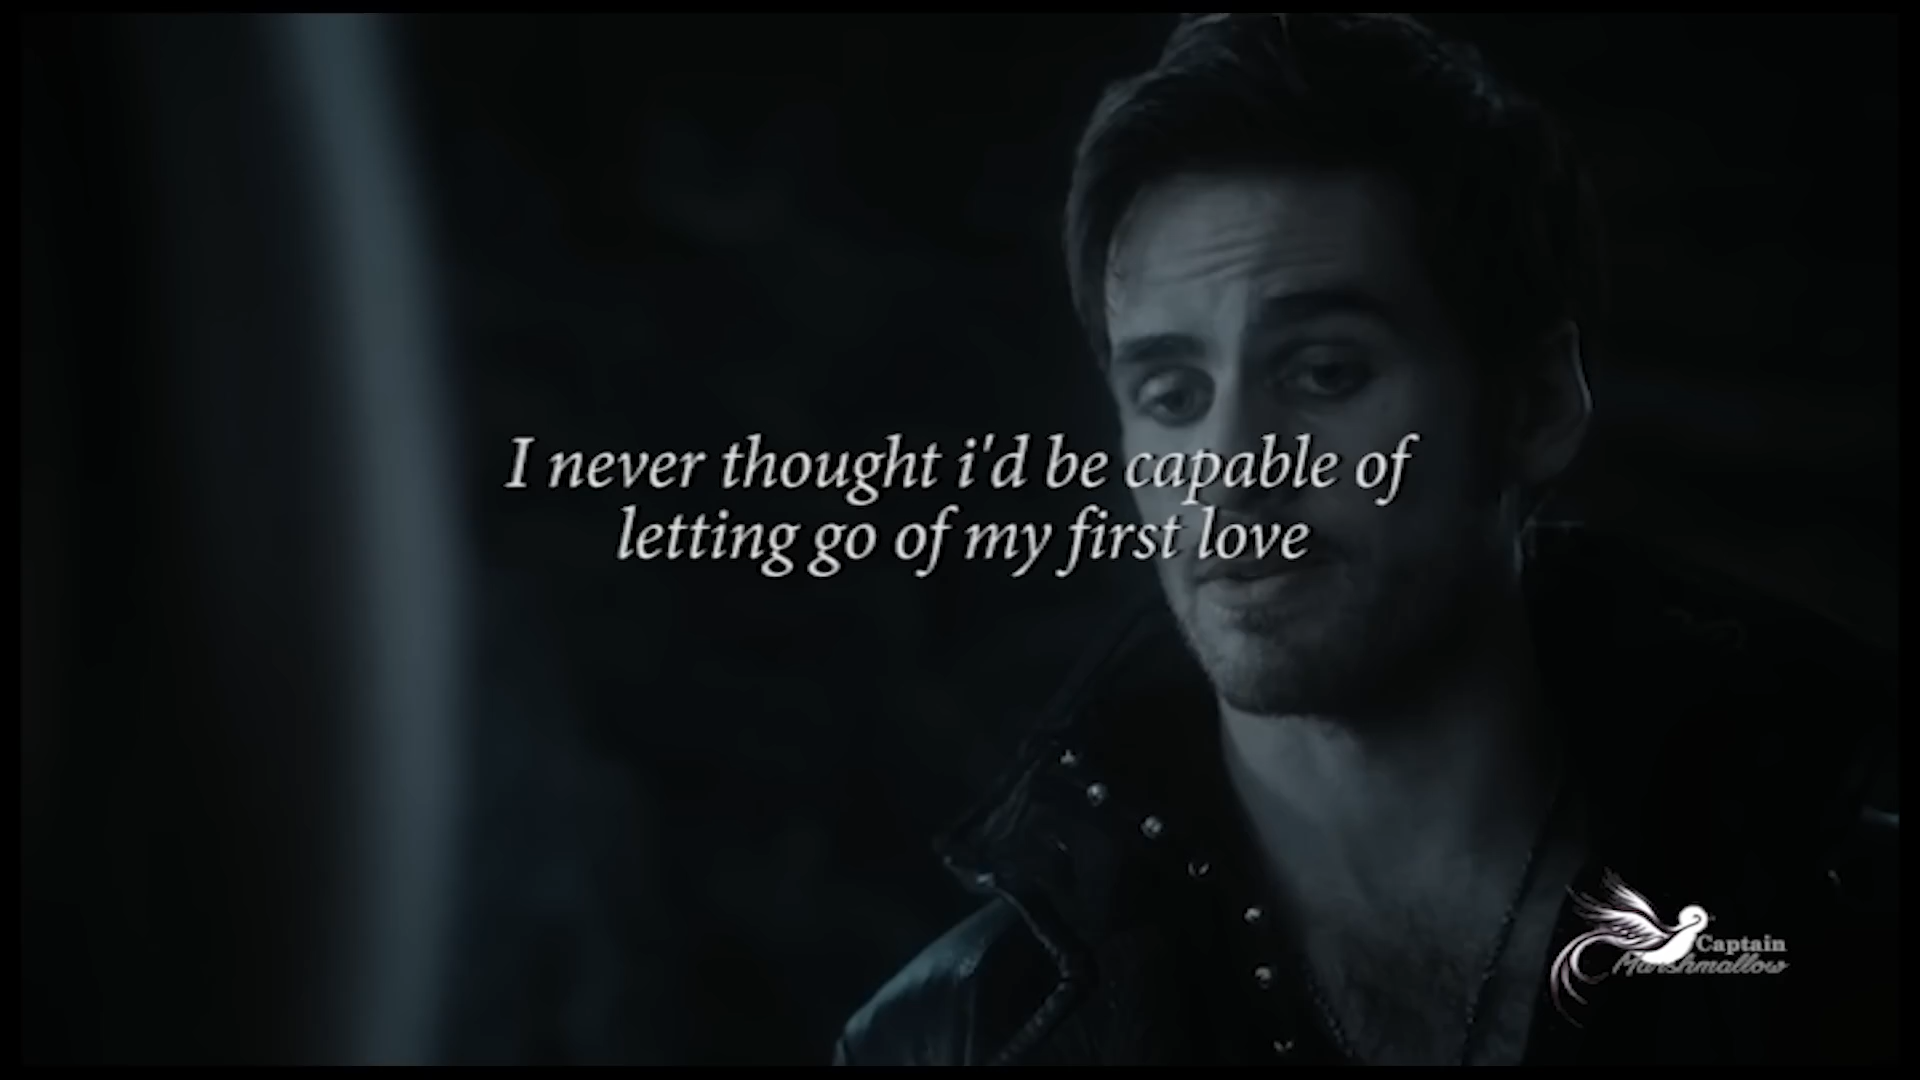 I never thought i'd be capable of
letting go of my first love
Captain
Marshmallow